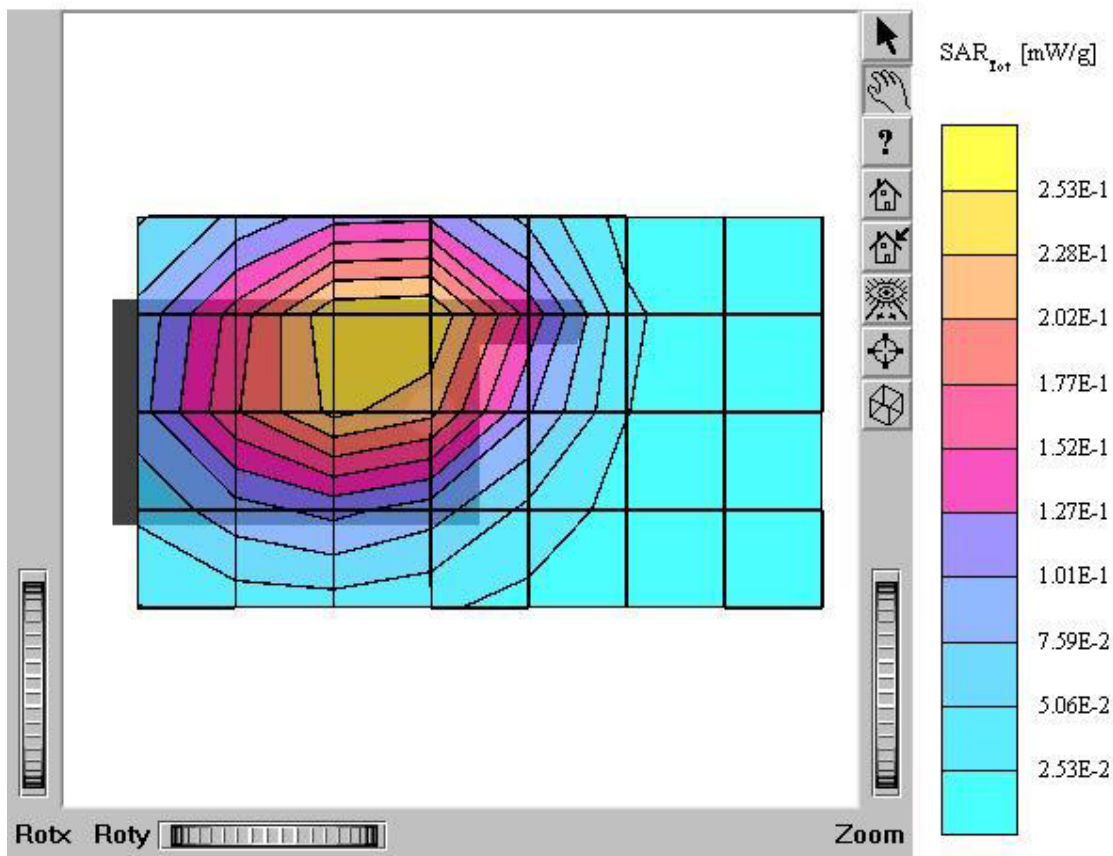 SAR_Tot [mW/g]
?
2.53E-1
2.28E-1
2.02E-1
1.77E-1
1.52E-1
1.27E-1
1.01E-1
7.59E-2
5.06E-2
2.53E-2
Rotx Roty Zoom